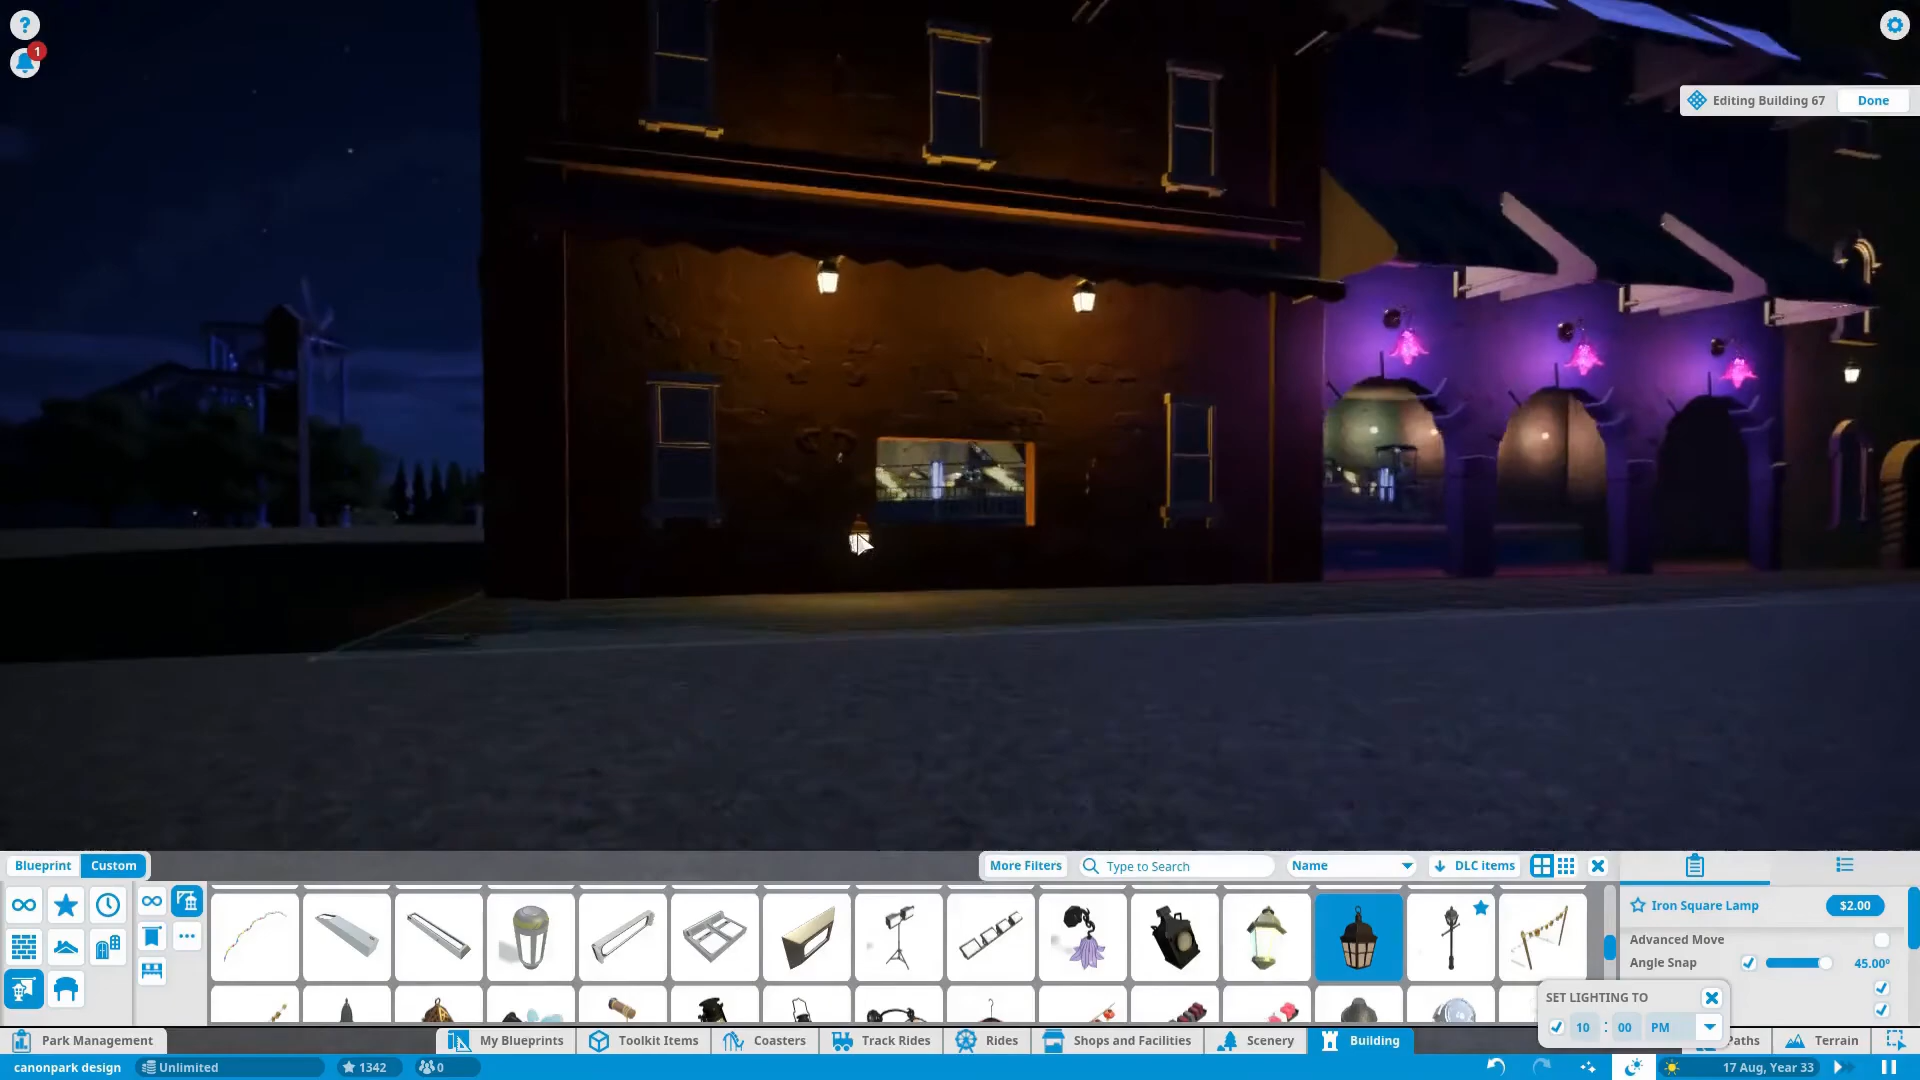 ?
1
Editing Building 67
Done
Blueprint
Custom
More Filters
Type to Search
Name
DLC items
Iron Square Lamp
$2.00
Advanced Move
Angle Snap
45.00°
SET LIGHTING TO
10 : 00 PM
Park Management
My Blueprints
Toolkit Items
Coasters
Track Rides
Rides
Shops and Facilities
Scenery
Building
Paths
Terrain
canonpark design
Unlimited
1342
0
17 Aug, Year 33